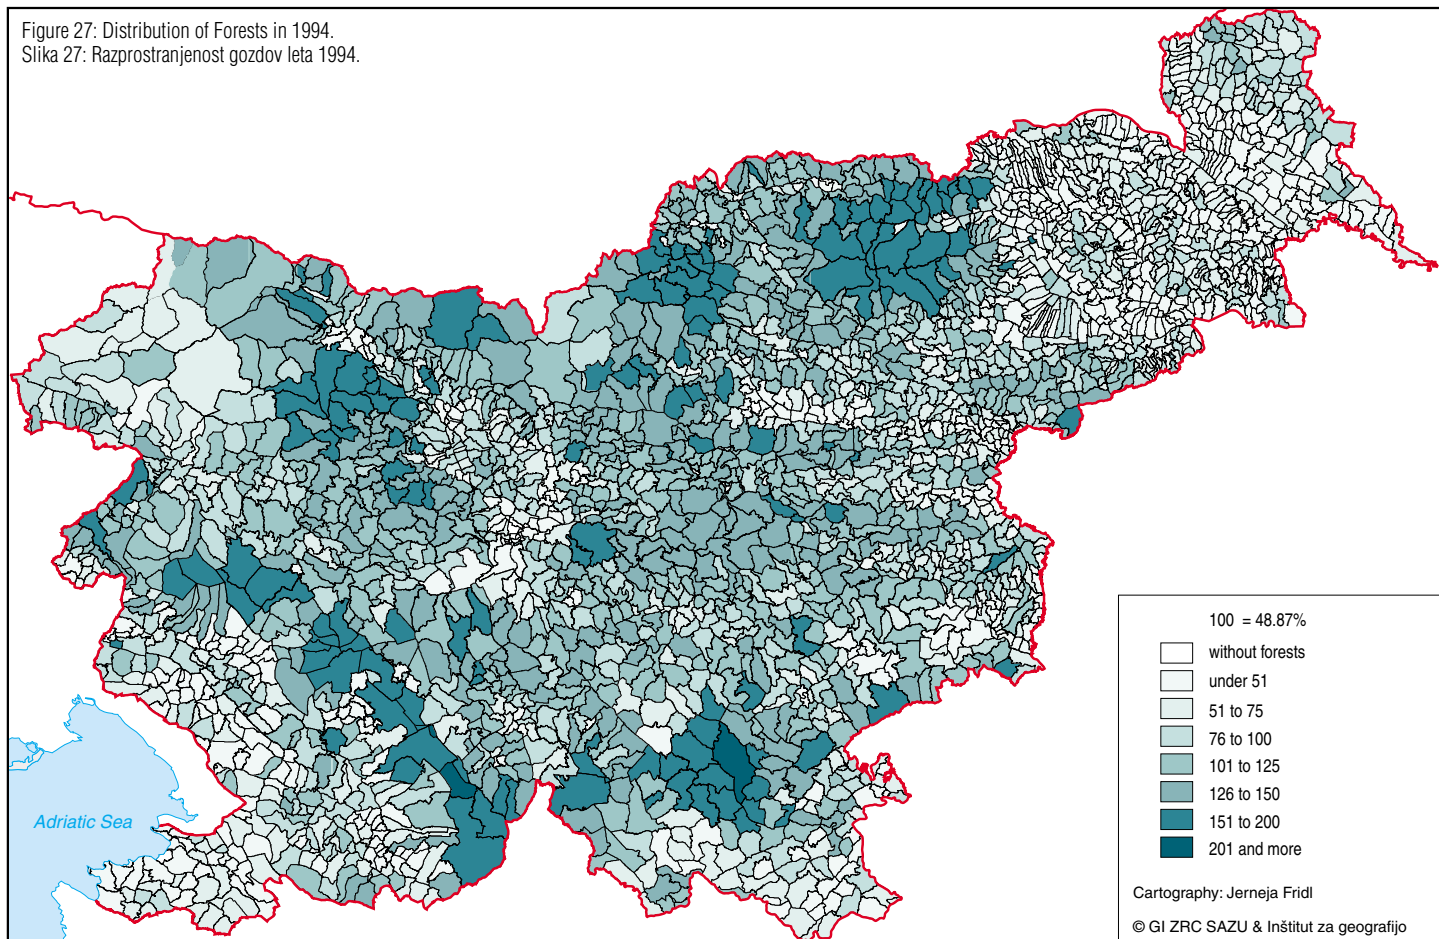 Figure 27: Distribution of Forests in 1994.
Slika 27: Razprostranjenost gozdov leta 1994.
Adriatic Sea
100 = 48.87%
without forests
under 51
51 to 75
76 to 100
101 to 125
126 to 150
151 to 200
201 and more
Cartography: Jerneja Fridl
© GI ZRC SAZU & Inštitut za geografijo